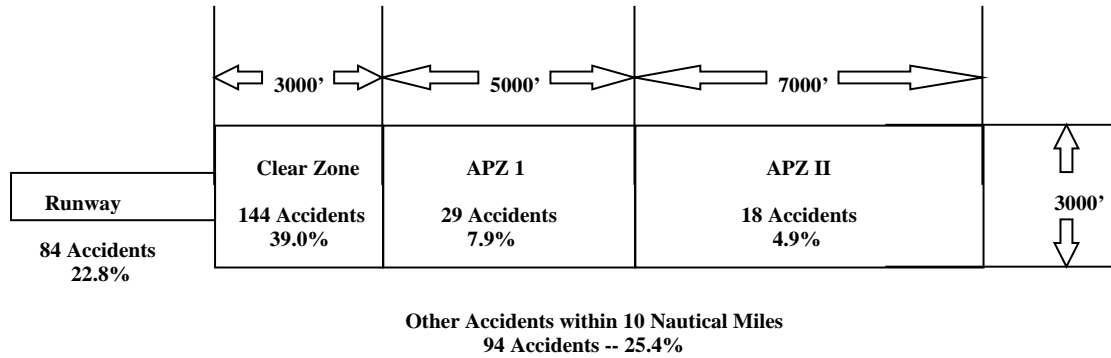 3000’
5000’
7000’
Clear Zone
144 Accidents
39.0%
APZ 1
29 Accidents
7.9%
APZ II
18 Accidents
4.9%
3000’
Runway
84 Accidents
22.8%
Other Accidents within 10 Nautical Miles
94 Accidents -- 25.4%